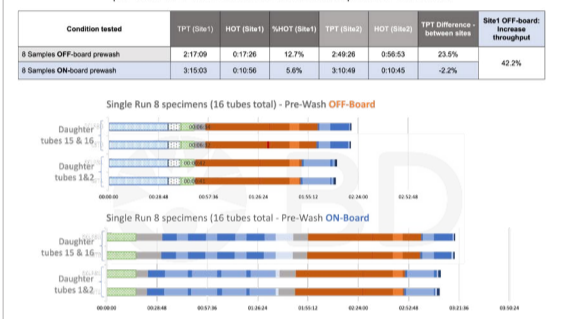 Condition tested TPT (Site1) HOT (Site1) %HOT (Site1) TPT (Site2) HOT (Site2) TPT Difference - between sites Site1 OFF-board: Increase throughput
8 Samples OFF-board prewash 2:17:09 0:17:26 12.7% 2:49:26 0:56:53 23.5% 42.2%
8 Samples ON-board prewash 3:15:03 0:10:56 5.6% 3:10:49 0:10:45 -2.2%
Single Run 8 specimens (16 tubes total) - Pre-Wash OFF-Board
Daughter
tubes 15 & 16
Daughter
tubes 1&2
00:00:00 00:28:48 00:57:36 01:26:24 01:55:12 02:24:00 02:52:48
Single Run 8 specimens (16 tubes total - Pre-Wash ON-Board
Daughter
tubes 15 & 16
Daughter
tubes 1&2
00:00:00 00:28:48 00:57:36 01:26:24 01:55:12 02:24:00 02:52:48 03:21:36 03:50:24
BD